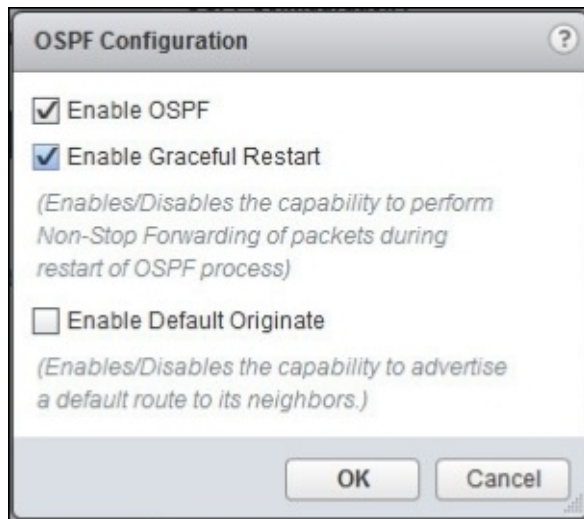 OSPF Configuration
?
Enable OSPF
Enable Graceful Restart
(Enables/Disables the capability to perform
Non-Stop Forwarding of packets during
restart of OSPF process)
Enable Default Originate
(Enables/Disables the capability to advertise
a default route to its neighbors.)
OK
Cancel